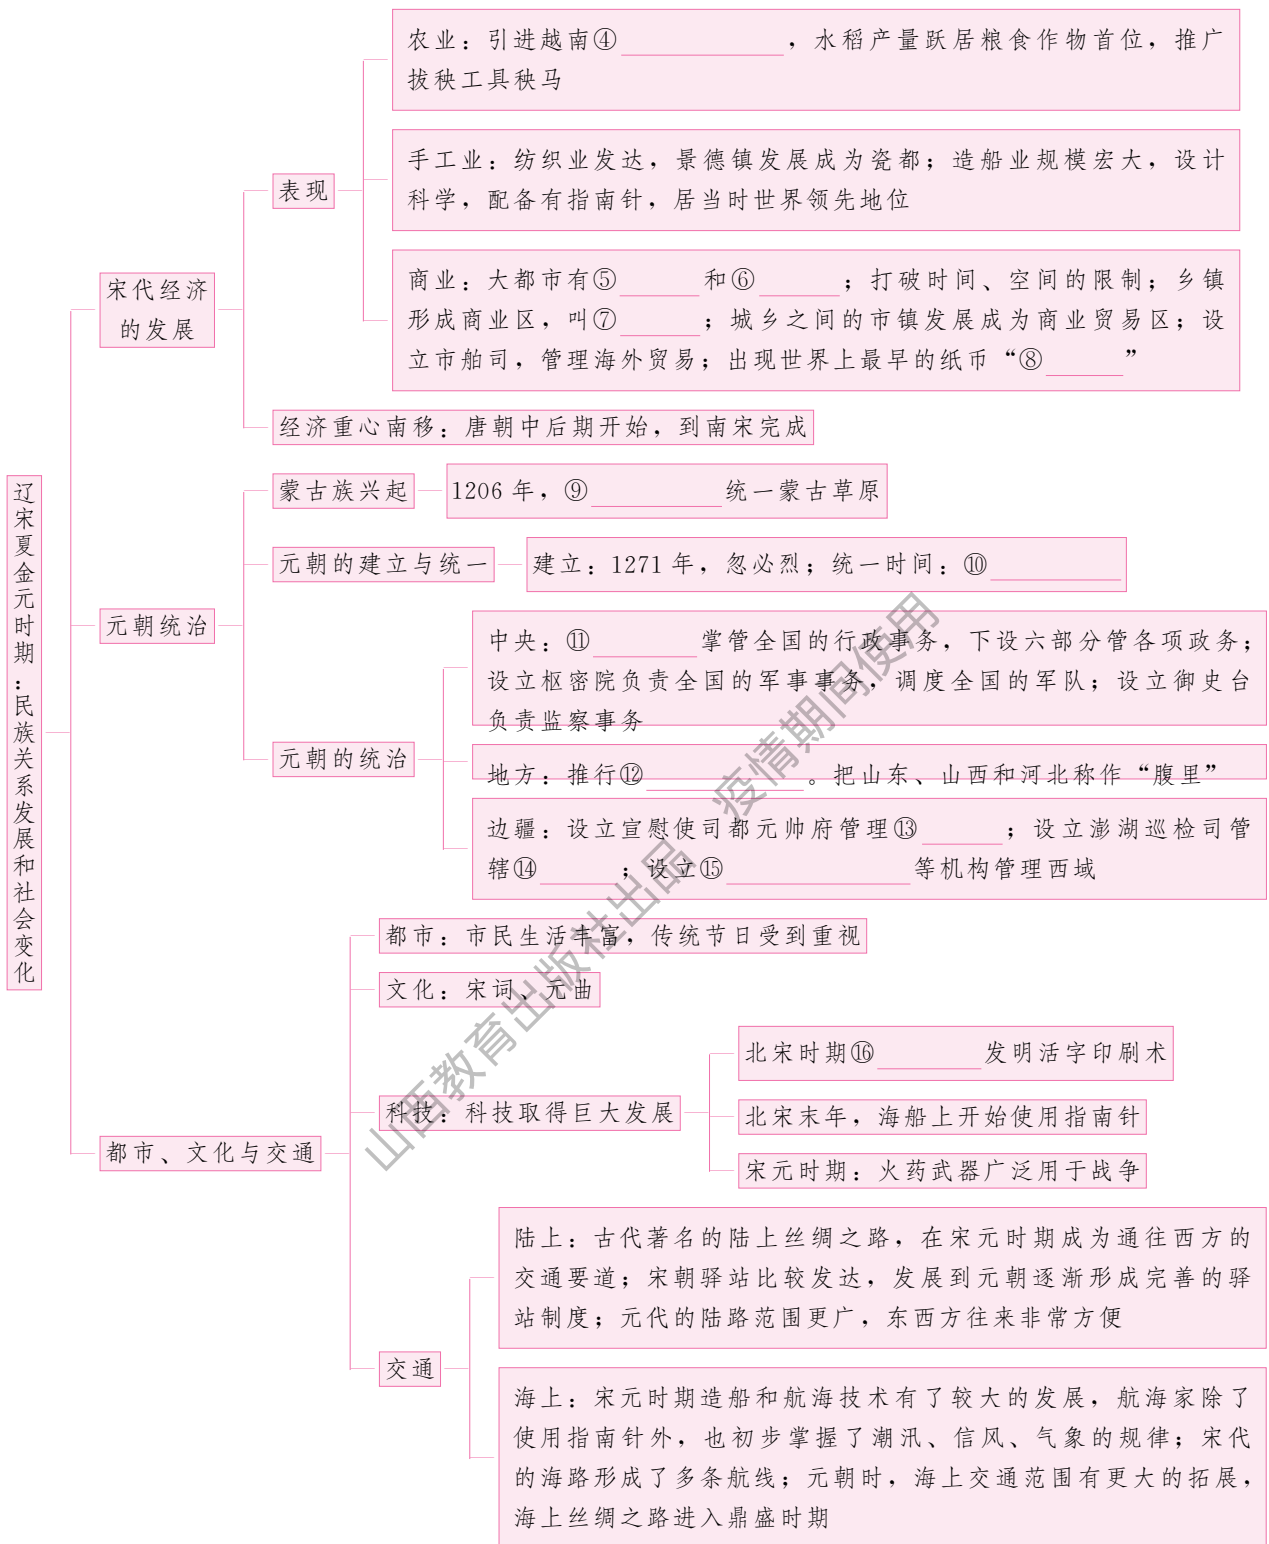 农业：引进越南④____________，水稻产量跃居粮食作物首位，推广
拔秧工具秧马
手工业：纺织业发达，景德镇发展成为瓷都；造船业规模宏大，设计
科学，配备有指南针，居当时世界领先地位
表现
商业：大都市有⑤______和⑥______；打破时间、空间的限制；乡镇
形成商业区，叫⑦______；城乡之间的市镇发展成为商业贸易区；设
立市舶司，管理海外贸易；出现世界上最早的纸币“⑧______”
宋代经济
的发展
经济重心南移：唐朝中后期开始，到南宋完成
辽宋夏金元时期：民族关系发展和社会变化
蒙古族兴起
1206 年，⑨__________统一蒙古草原
元朝的建立与统一
建立：1271 年，忽必烈；统一时间：⑩__________
元朝统治
中央：⑪________掌管全国的行政事务，下设六部分管各项政务；
设立枢密院负责全国的军事事务，调度全国的军队；设立御史台
负责监察事务
元朝的统治
地方：推行⑫____________。把山东、山西和河北称作“腹里”
边疆：设立宣慰使司都元帅府管理⑬______；设立澎湖巡检司管
辖⑭______；设立⑮______________等机构管理西域
都市：市民生活丰富，传统节日受到重视
文化：宋词、元曲
北宋时期⑯________发明活字印刷术
科技：科技取得巨大发展
北宋末年，海船上开始使用指南针
都市、文化与交通
宋元时期：火药武器广泛用于战争
陆上：古代著名的陆上丝绸之路，在宋元时期成为通往西方的
交通要道；宋朝驿站比较发达，发展到元朝逐渐形成完善的驿
站制度；元代的陆路范围更广，东西方往来非常方便
交通
海上：宋元时期造船和航海技术有了较大的发展，航海家除了
使用指南针外，也初步掌握了潮汛、信风、气象的规律；宋代
的海路形成了多条航线；元朝时，海上交通范围有更大的拓展，
海上丝绸之路进入鼎盛时期
山西教育出版社出品 疫情期间使用